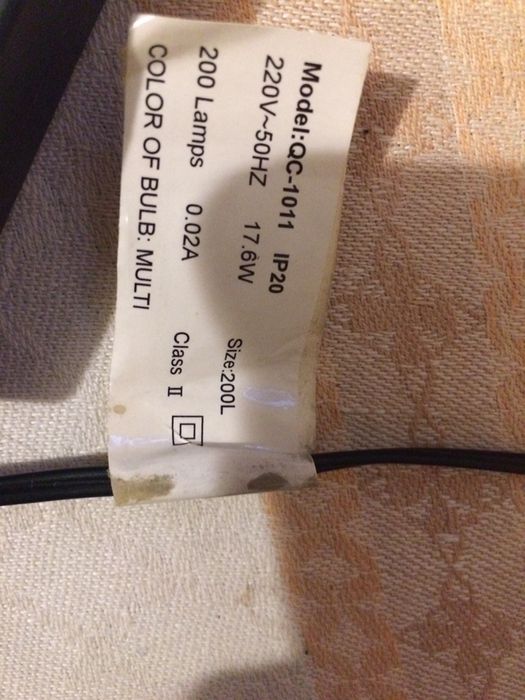 Model:QC-1011 IP20
220V~50HZ 17.6W
200 Lamps 0.02A Size:200L
COLOR OF BULB: MULTI Class II